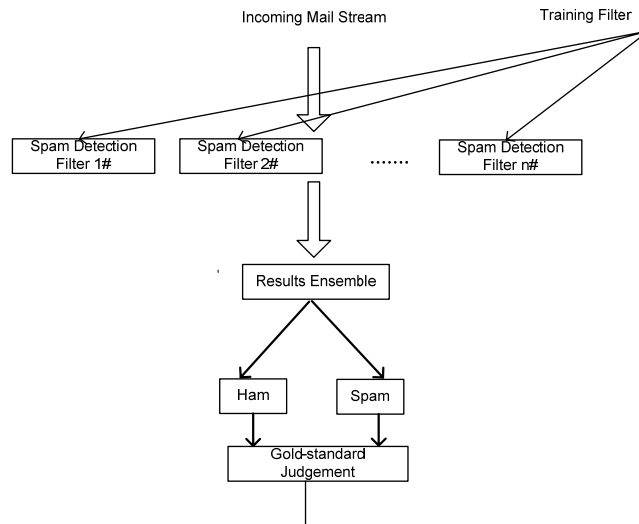 Incoming Mail Stream
Training Filter
Spam Detection
Filter 1#
Spam Detection
Filter 2#
.......
Spam Detection
Filter n#
Results Ensemble
Ham
Spam
Gold-standard
Judgement